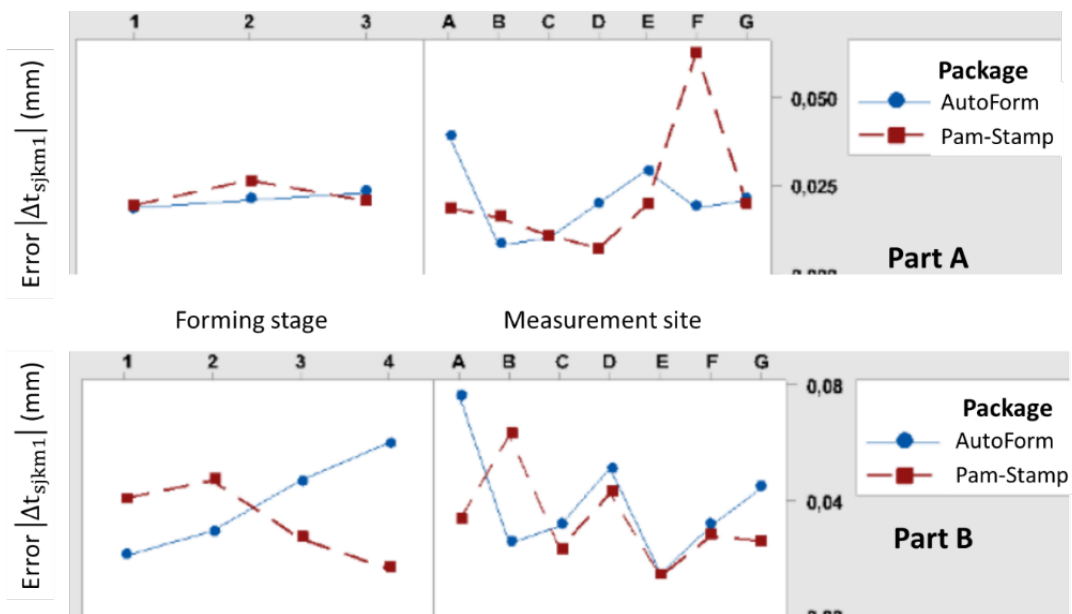 1 2 3 A B C D E F G
Error |Δt_sjkm1| (mm)
0,050
0,025
Package
AutoForm
Pam-Stamp
Part A
Forming stage Measurement site
1 2 3 4 A B C D E F G
Error |Δt_sjkm1| (mm)
0,08
0,04
Package
AutoForm
Pam-Stamp
Part B